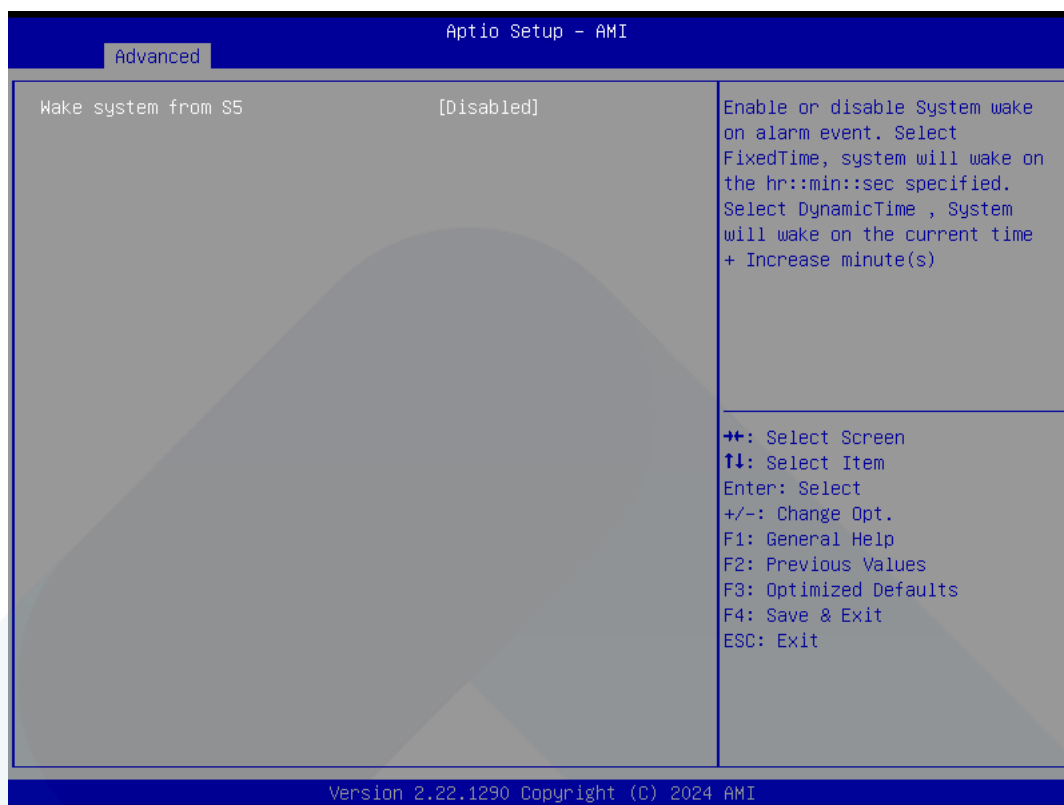 Aptio Setup – AMI
Advanced
Wake system from S5 [Disabled]
Enable or disable System wake
on alarm event. Select
FixedTime, system will wake on
the hr::min::sec specified.
Select DynamicTime , System
will wake on the current time
+ Increase minute(s)
→←: Select Screen
↑↓: Select Item
Enter: Select
+/-: Change Opt.
F1: General Help
F2: Previous Values
F3: Optimized Defaults
F4: Save & Exit
ESC: Exit
Version 2.22.1290 Copyright (C) 2024 AMI